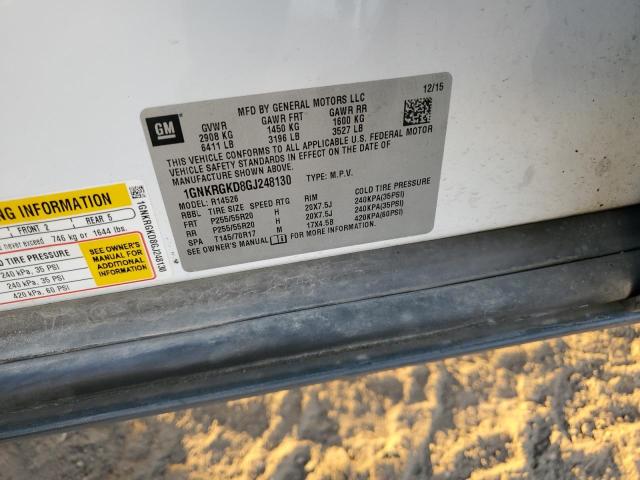 12/15
MFD BY GENERAL MOTORS LLC
GM
GVWR GAWR FRT GAWR RR
2908 KG 1450 KG 1600 KG
6411 LB 3196 LB 3527 LB
THIS VEHICLE CONFORMS TO ALL APPLICABLE U.S. FEDERAL MOTOR
VEHICLE SAFETY STANDARDS IN EFFECT ON THE DATE OF
MANUFACTURE SHOWN ABOVE.
1GNKRGKD8GJ248130 TYPE: M.P.V.
MODEL: R14526
RBBL TIRE SIZE SPEED RTG RIM COLD TIRE PRESSURE
FRT P255/55R20 H 20X7.5J 240KPA(35PSI)
RR P255/55R20 H 20X7.5J 240KPA(35PSI)
SPA T145/70R17 M 17X4.5B 420KPA(60PSI)
SEE OWNER'S MANUAL FOR MORE INFORMATION.
NG INFORMATION
FRONT 2 REAR 5
never exceed 746 kg or 1644 lbs.
D TIRE PRESSURE
240 kPa, 35 PSI
240 kPa, 35 PSI
420 kPa, 60 PSI
SEE OWNER'S
MANUAL FOR
ADDITIONAL
INFORMATION
1GNKRGKD8GJ248130